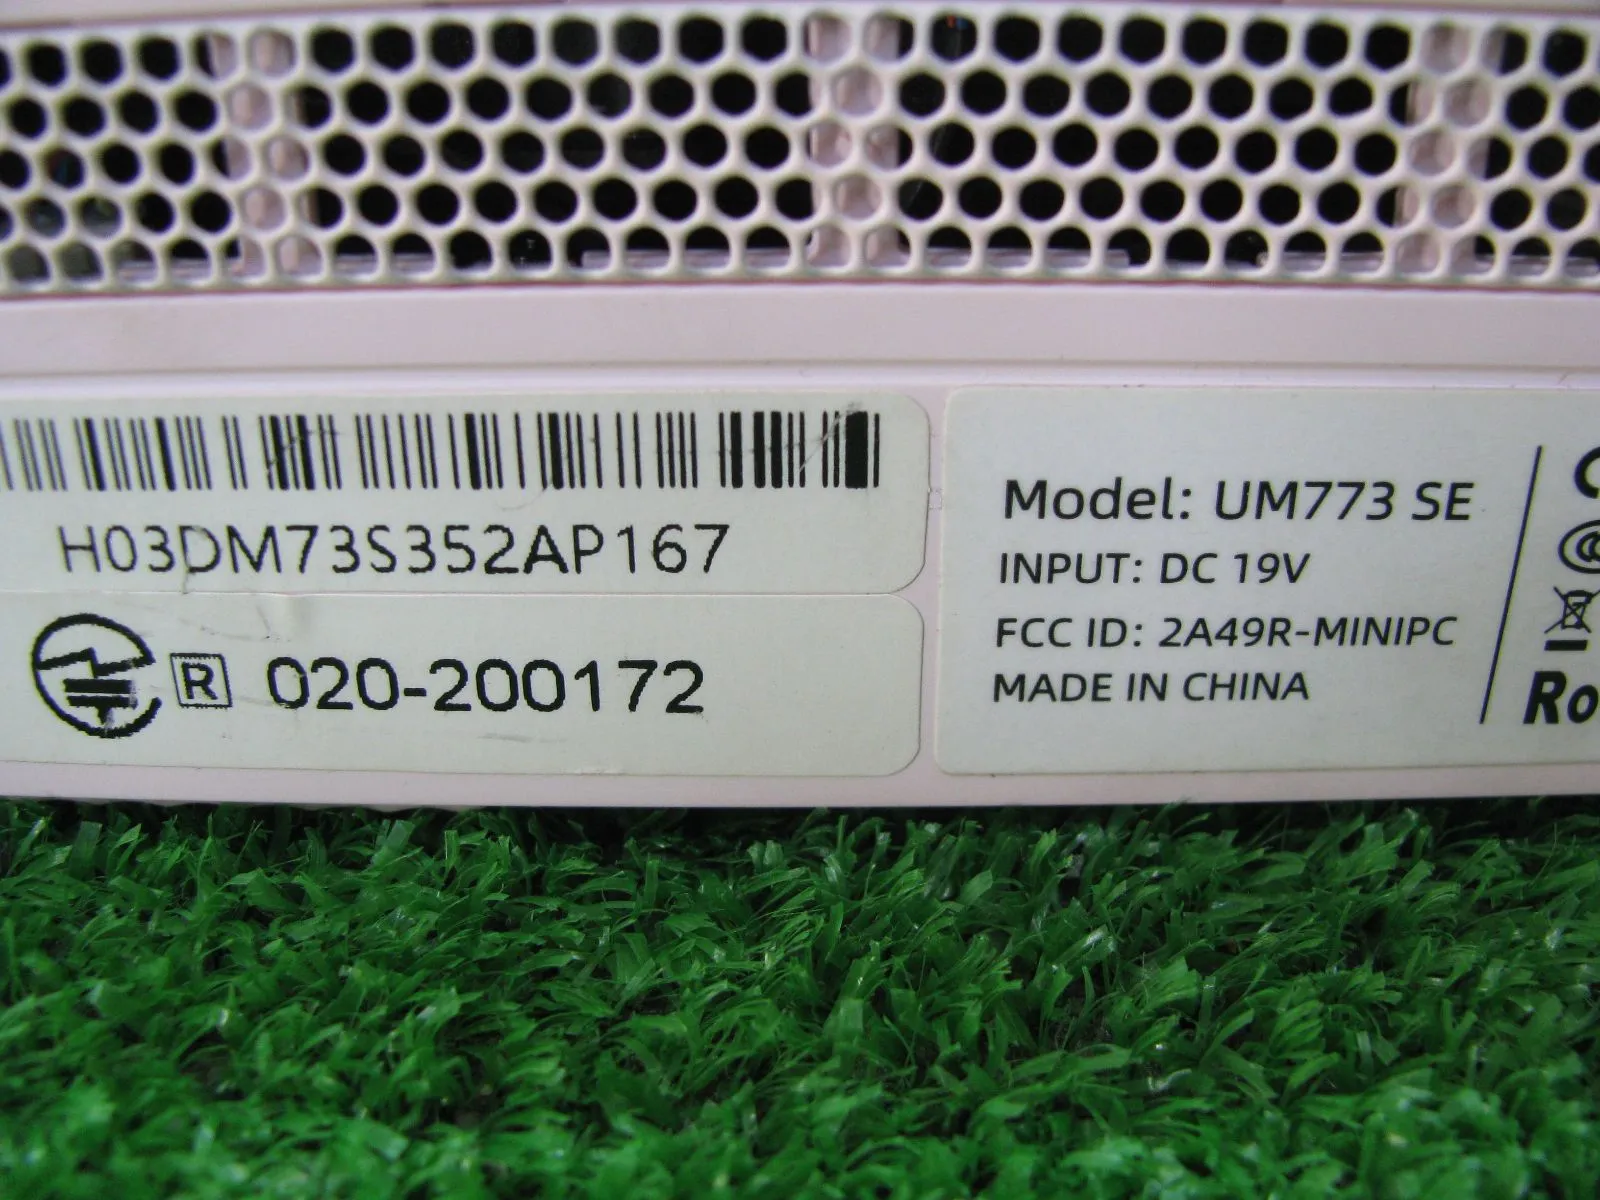 H03DM73S352AP167
R 020-200172
Model: UM773 SE
INPUT: DC 19V
FCC ID: 2A49R-MINIPC
MADE IN CHINA